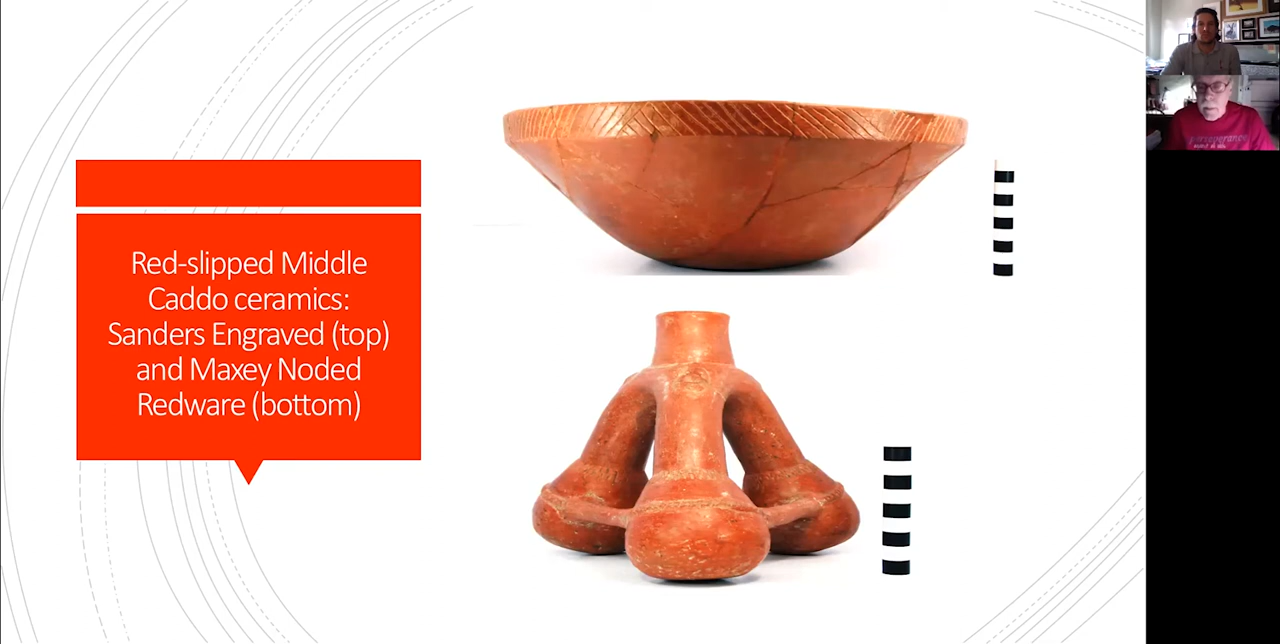 Red-slipped Middle
Caddo ceramics:
Sanders Engraved (top)
and Maxey Noded
Redware (bottom)